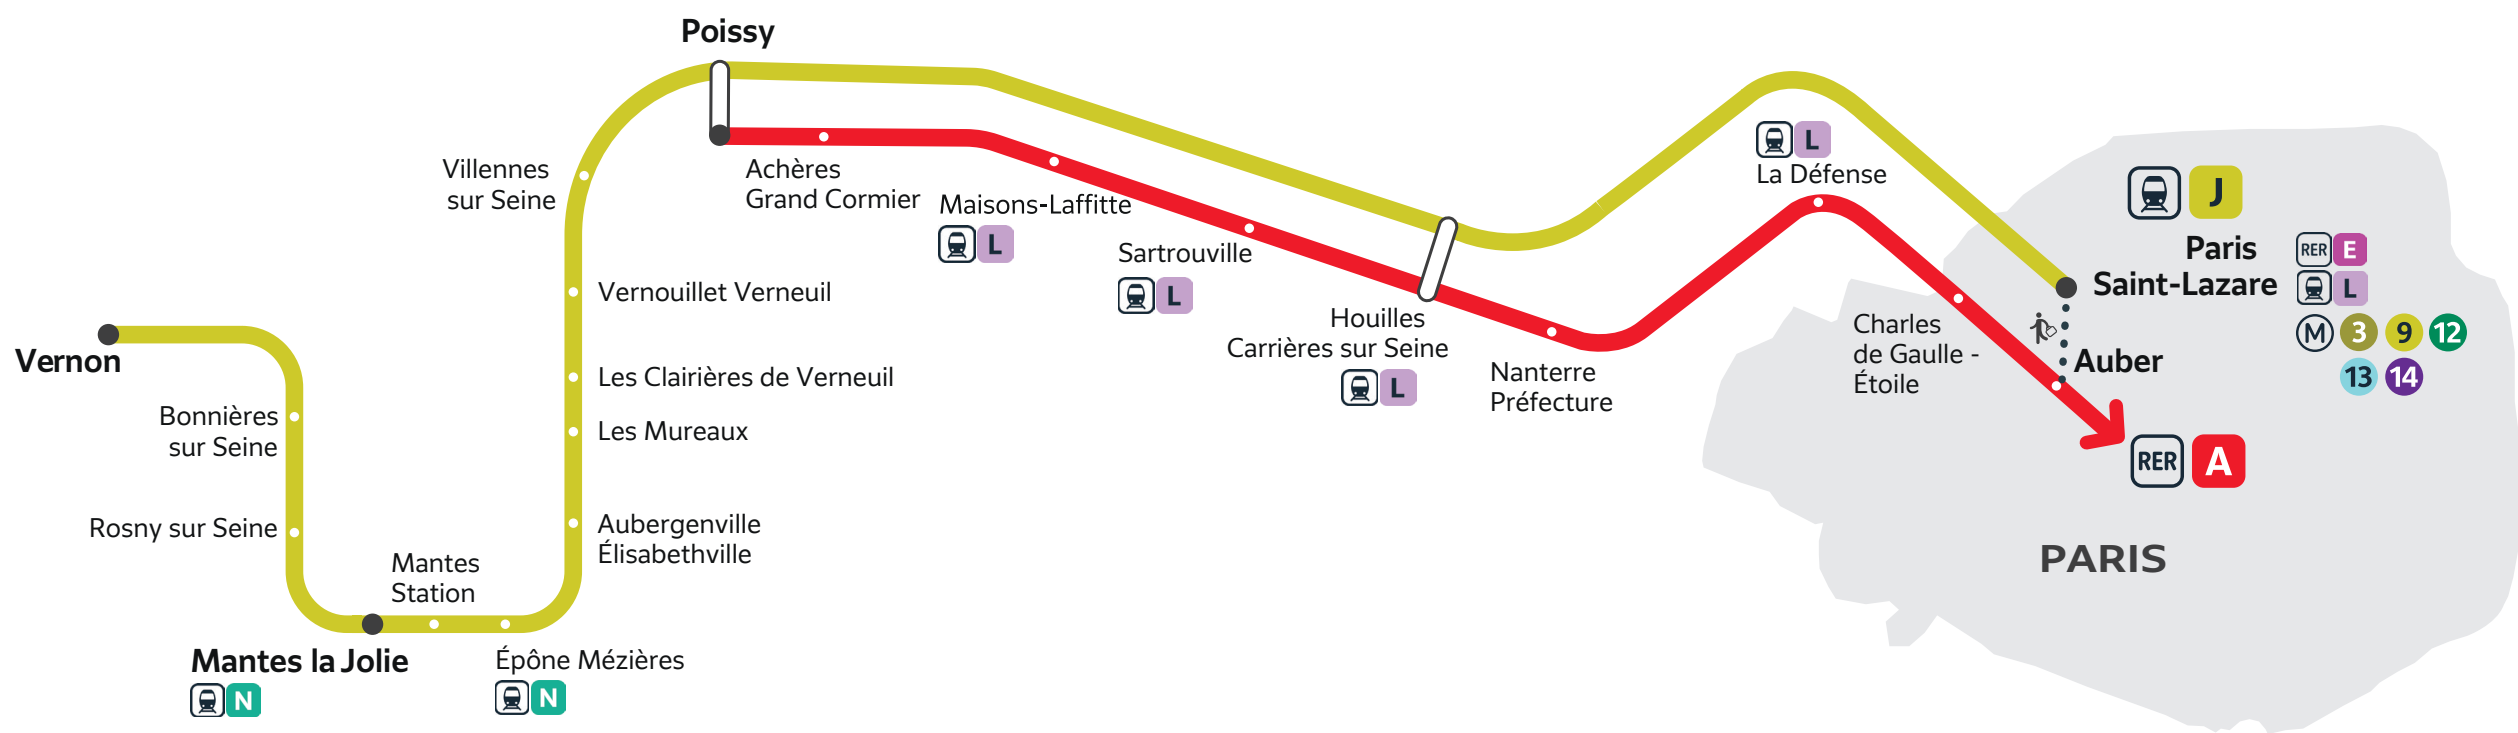 Poissy
Villennes
sur Seine
Achères
Grand Cormier
Maisons-Laffitte
L
Sartrouville
L
L
La Défense
J
Paris
Saint-Lazare
RER E
L
M 3 9 12
13 14
Vernouillet Verneuil
Vernon
Houilles
Carrières sur Seine
L
Nanterre
Préfecture
Charles
de Gaulle -
Étoile
Auber
Les Clairières de Verneuil
Bonnières
sur Seine
Les Mureaux
RER A
Rosny sur Seine
Aubergenville
Élisabethville
Mantes
Station
PARIS
Mantes la Jolie
N
Épône Mézières
N